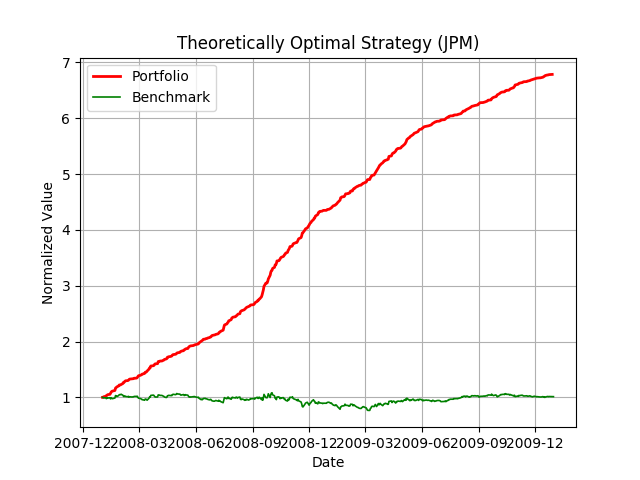 Theoretically Optimal Strategy (JPM)
Portfolio
Benchmark
Normalized Value
7
6
5
4
3
2
1
2007-12 2008-03 2008-06 2008-09 2008-12 2009-03 2009-06 2009-09 2009-12
Date